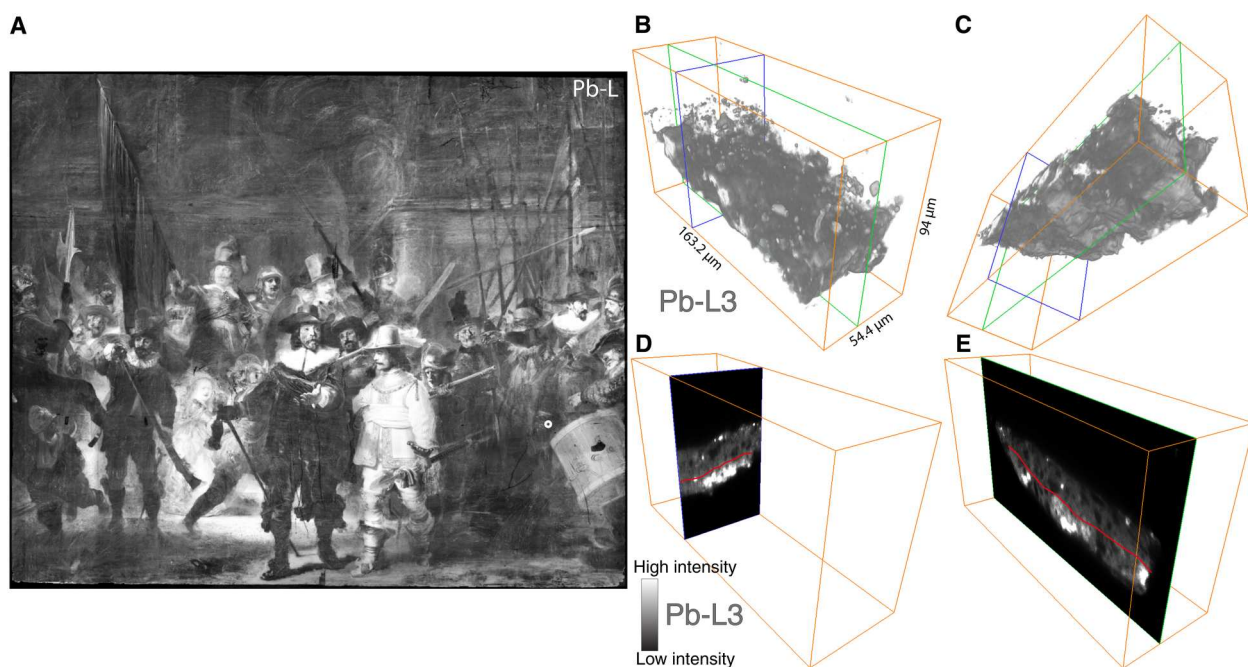 A
Pb-L
B
163.2 µm
54.4 µm
94 µm
Pb-L3
C
D
High intensity
Pb-L3
Low intensity
E